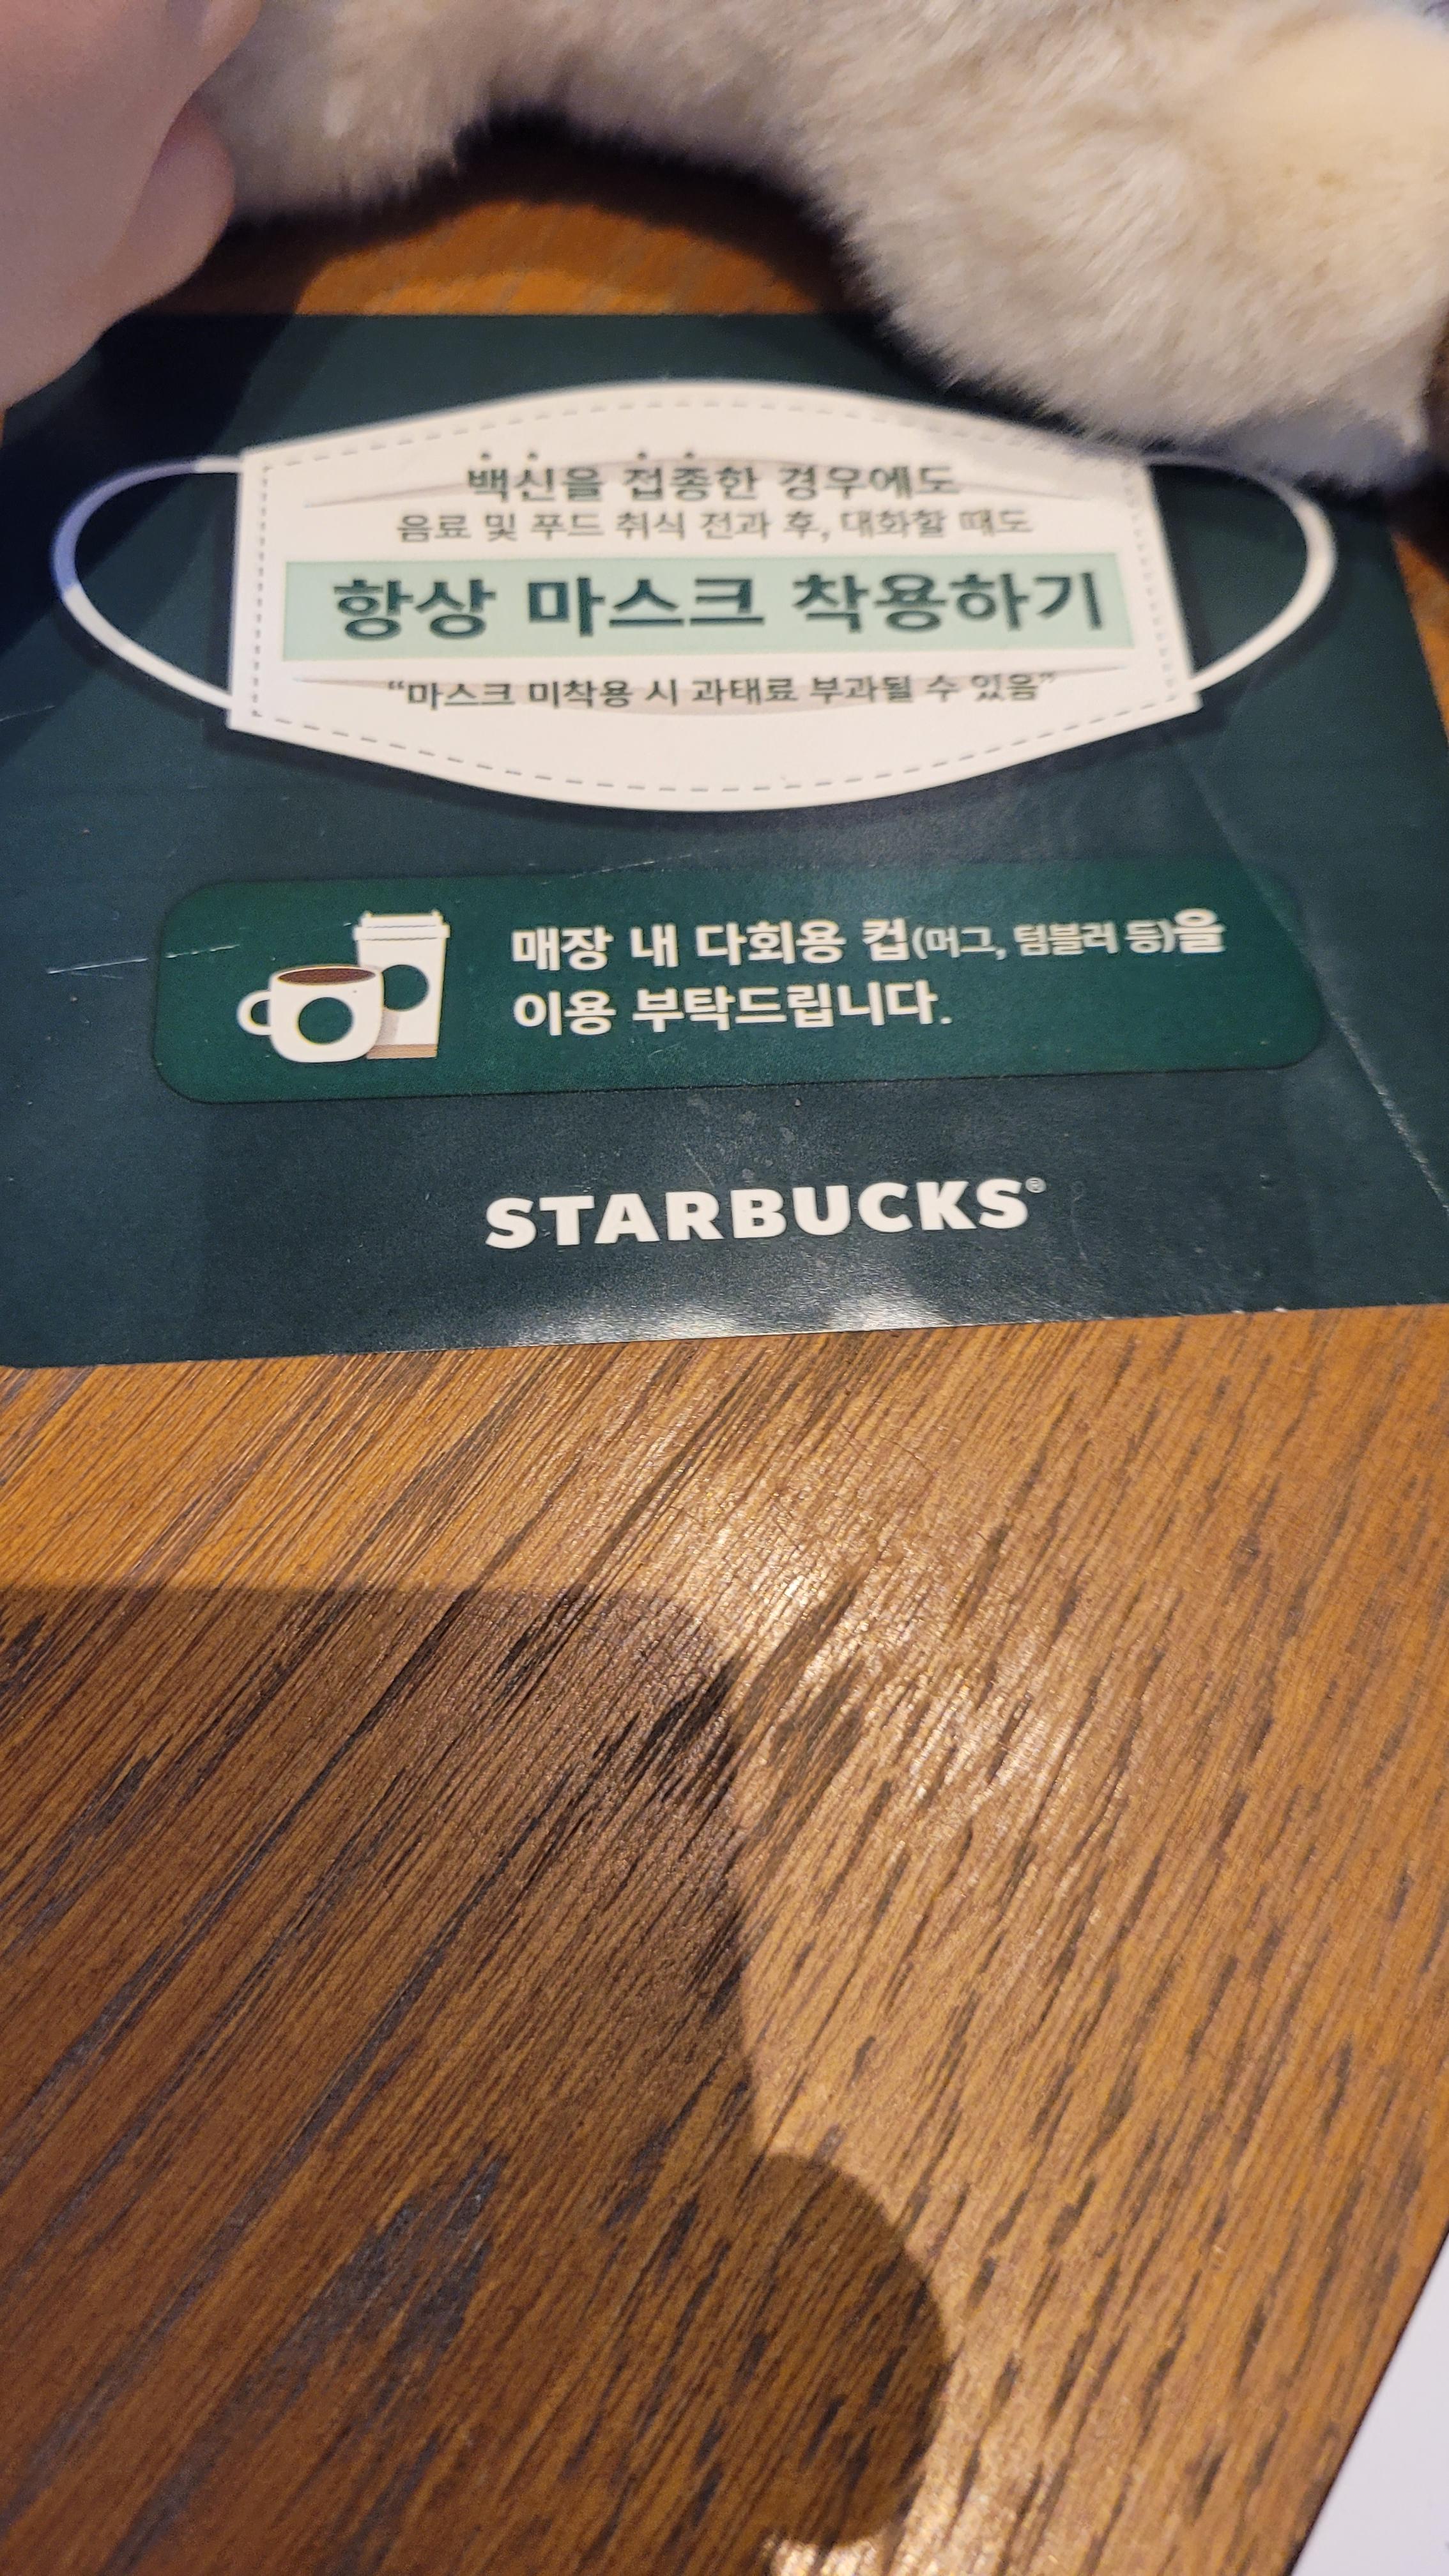 백신을 접종한 경우에도
음료 및 푸드 취식 전과 후, 대화할 때도
항상 마스크 착용하기
“마스크 미착용 시 과태료 부과될 수 있음”
매장 내 다회용 컵(머그, 텀블러 등)을
이용 부탁드립니다.
STARBUCKS®